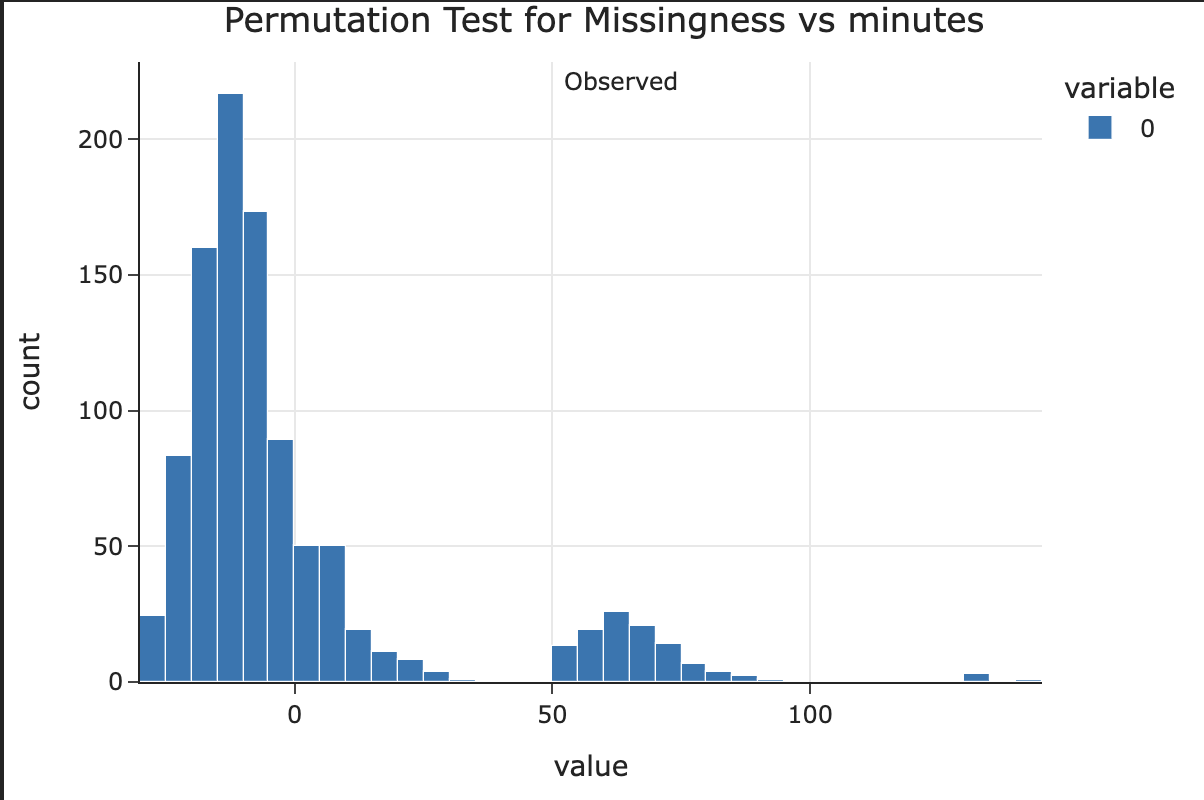 Permutation Test for Missingness vs minutes
Observed
variable
0
200
150
100
50
0
count
0 50 100
value